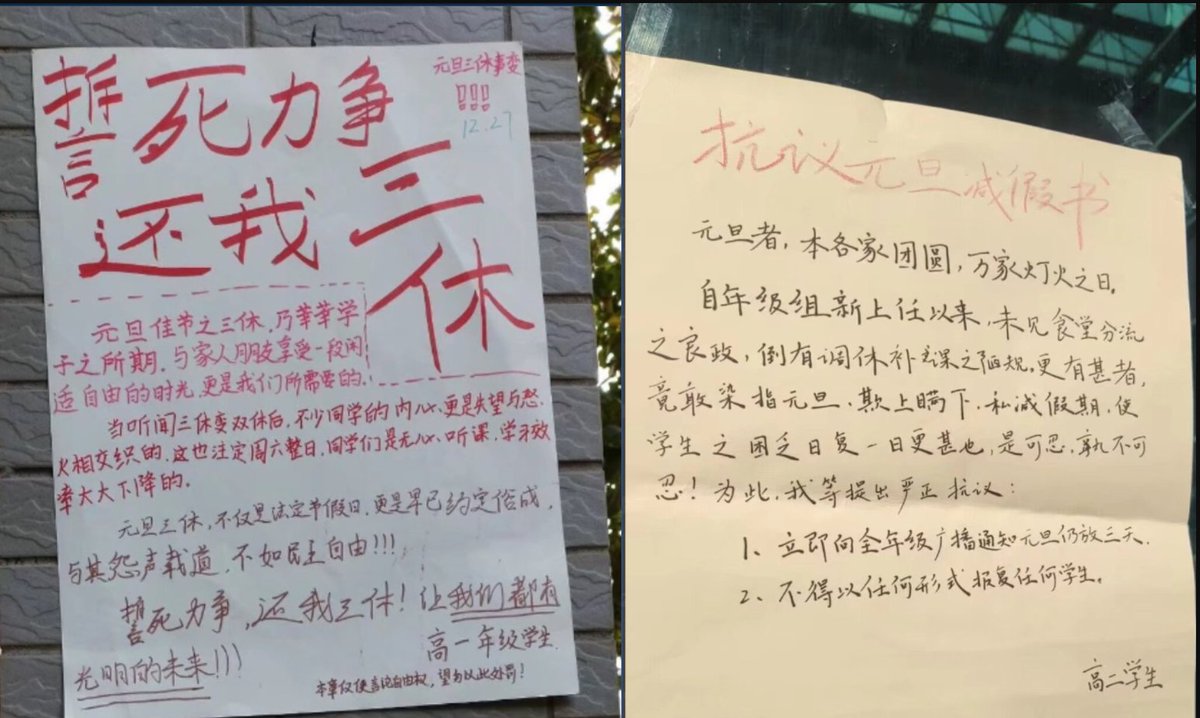 誓死力争
元旦三休事变
!!!
12.27
还我三休
元旦佳节之三休，乃莘莘学
子之所期，与家人朋友享受一段闲
适自由的时光，更是我们所需要的。
当听闻三休变双休后，不少同学的内心，更是失望与怒
火相交织的。这也注定周六整日，同学们是无心听课，学习效
率大大下降的。
元旦三休，不仅是法定节假日，更是早已约定俗成，
与其怨声载道，不如民主自由!!!
誓死力争，还我三休！让我们都有
光明的未来!!!
高一年级学生
本章仅使言论自由权，望勿以此处罚！
抗议元旦减假书
元旦者，本各家团圆，万家灯火之日。
自年级组新上任以来，未见食堂分流
之良政，倒有调休补课之陋规，更有甚者，
竟敢染指元旦，欺上瞒下，私减假期，使
学生之困乏日复一日更甚也，是可忍，孰不可
忍！为此，我等提出严正抗议：
1、立即向全年级广播通知元旦仍放三天。
2、不得以任何形式报复任何学生。
高二学生